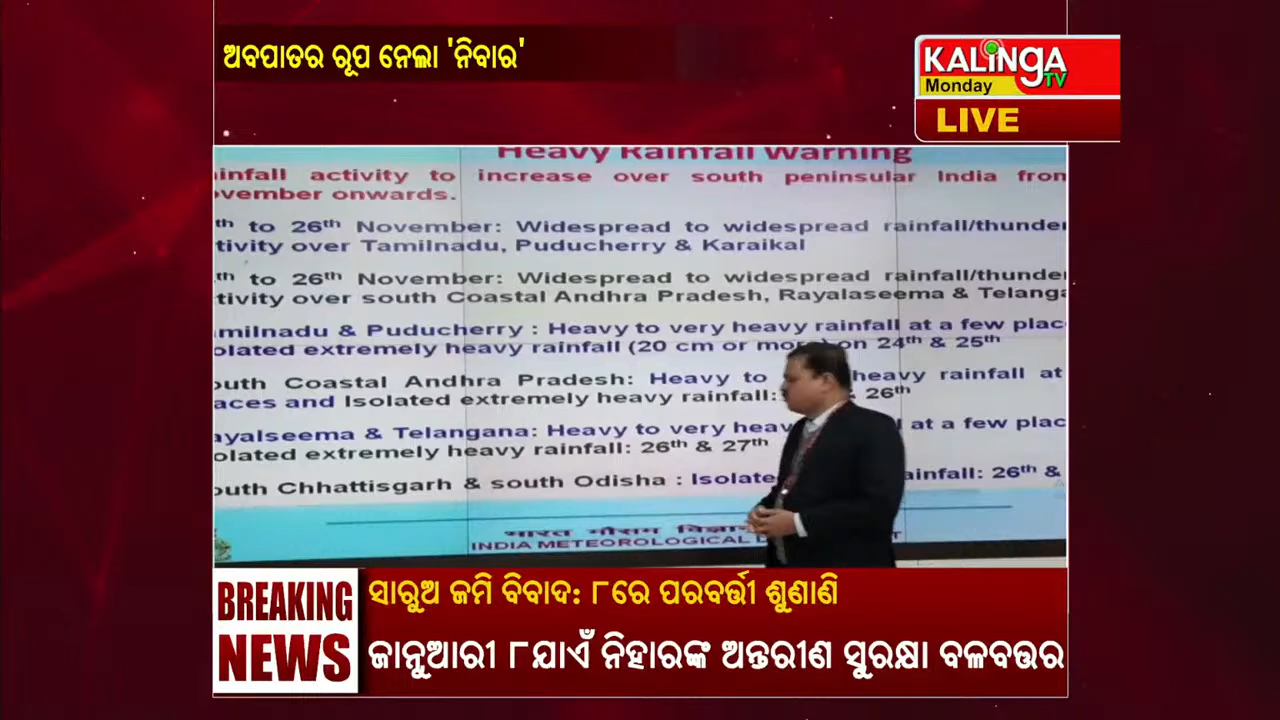 ଅବପାତର ରୂପ ନେଲା 'ନିବାର'
KALINGA TV
Monday
LIVE
Heavy Rainfall Warning
infall activity to increase over south peninsular India from
vember onwards.
th to 26th November: Widespread to widespread rainfall/thunder
tivity over Tamilnadu, Puducherry & Karaikal
th to 26th November: Widespread to widespread rainfall/thunder
tivity over south Coastal Andhra Pradesh, Rayalaseema & Telanga
amilnadu & Puducherry : Heavy to very heavy rainfall at a few plac
olated extremely heavy rainfall (20 cm or more) on 24th & 25th
outh Coastal Andhra Pradesh: Heavy to heavy rainfall at
aces and Isolated extremely heavy rainfall: & 26th
ayalseema & Telangana: Heavy to very heav at a few plac
olated extremely heavy rainfall: 26th & 27th
outh Chhattisgarh & south Odisha : Isolate ainfall: 26th &
भारत मौसम विज्ञा
INDIA METEOROLOGICAL D T
BREAKING
NEWS
ସାରୁଅ ଜମି ବିବାଦ: ୮ରେ ପରବର୍ତ୍ତୀ ଶୁଣାଣି
ଜାନୁଆରୀ ୮ଯାଏଁ ନିହାରଙ୍କ ଅନ୍ତରୀଣ ସୁରକ୍ଷା ବଳବତ୍ତର